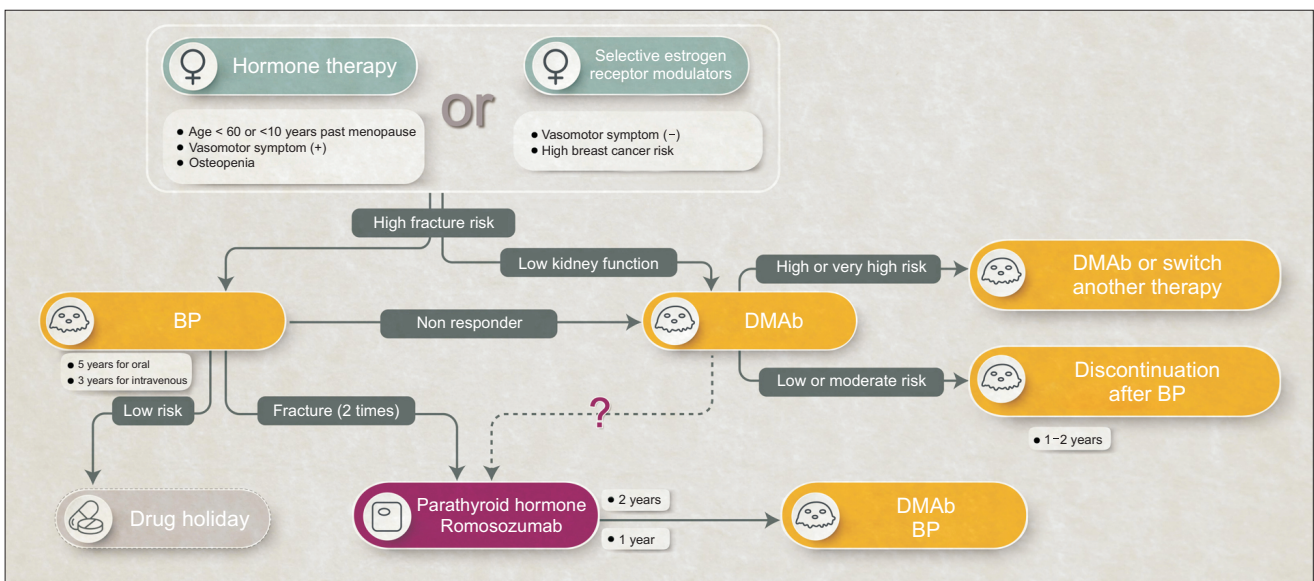 Hormone therapy
• Age < 60 or <10 years past menopause
• Vasomotor symptom (+)
• Osteopenia
or
Selective estrogen
receptor modulators
• Vasomotor symptom (−)
• High breast cancer risk
High fracture risk
Low kidney function
BP
• 5 years for oral
• 3 years for intravenous
Non responder
DMAb
High or very high risk
DMAb or switch
another therapy
Low or moderate risk
Discontinuation
after BP
• 1−2 years
Low risk
Fracture (2 times)
?
Drug holiday
Parathyroid hormone
Romosozumab
• 2 years
• 1 year
DMAb
BP